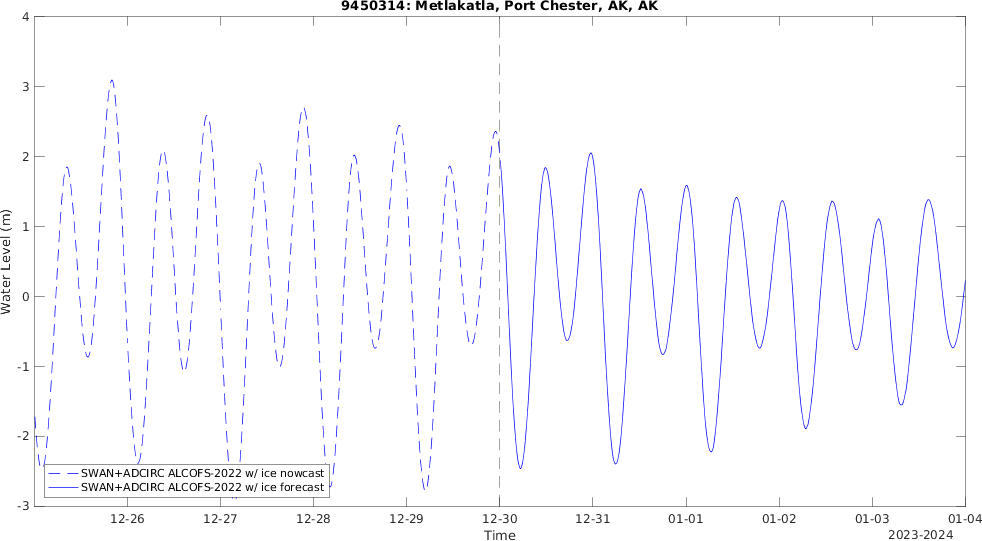 9450314: Metlakatla, Port Chester, AK, AK
4
3
2
1
0
-1
-2
-3
Water Level (m)
SWAN+ADCIRC ALCOFS-2022 w/ ice nowcast
SWAN+ADCIRC ALCOFS-2022 w/ ice forecast
12-26 12-27 12-28 12-29 12-30 12-31 01-01 01-02 01-03 01-04
Time
2023-2024